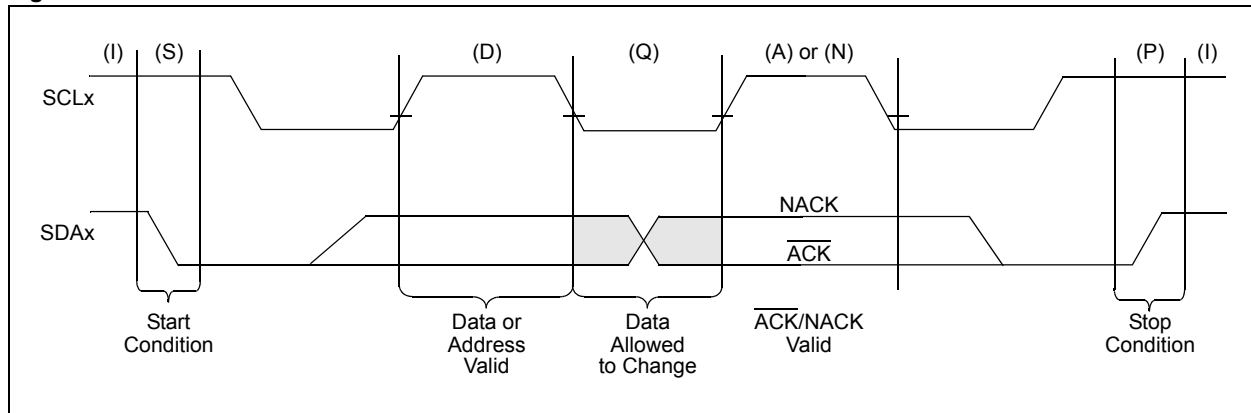 (I) (S) (D) (Q) (A) or (N) (P) (I)
SCLx
NACK
SDAx
ACK
Start
Condition
Data or
Address
Valid
Data
Allowed
to Change
ACK/NACK
Valid
Stop
Condition